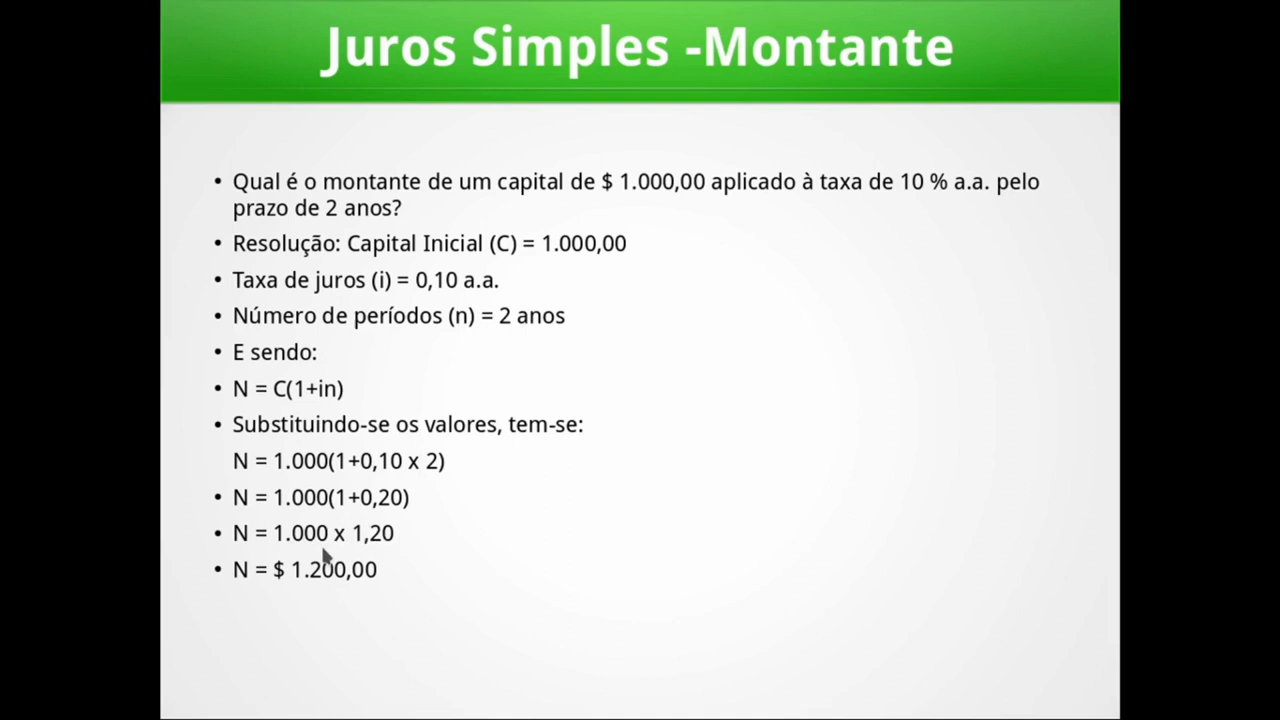 Juros Simples -Montante
• Qual é o montante de um capital de $ 1.000,00 aplicado à taxa de 10 % a.a. pelo
prazo de 2 anos?
• Resolução: Capital Inicial (C) = 1.000,00
• Taxa de juros (i) = 0,10 a.a.
• Número de períodos (n) = 2 anos
• E sendo:
• N = C(1+in)
• Substituindo-se os valores, tem-se:
N = 1.000(1+0,10 x 2)
• N = 1.000(1+0,20)
• N = 1.000 x 1,20
• N = $ 1.200,00